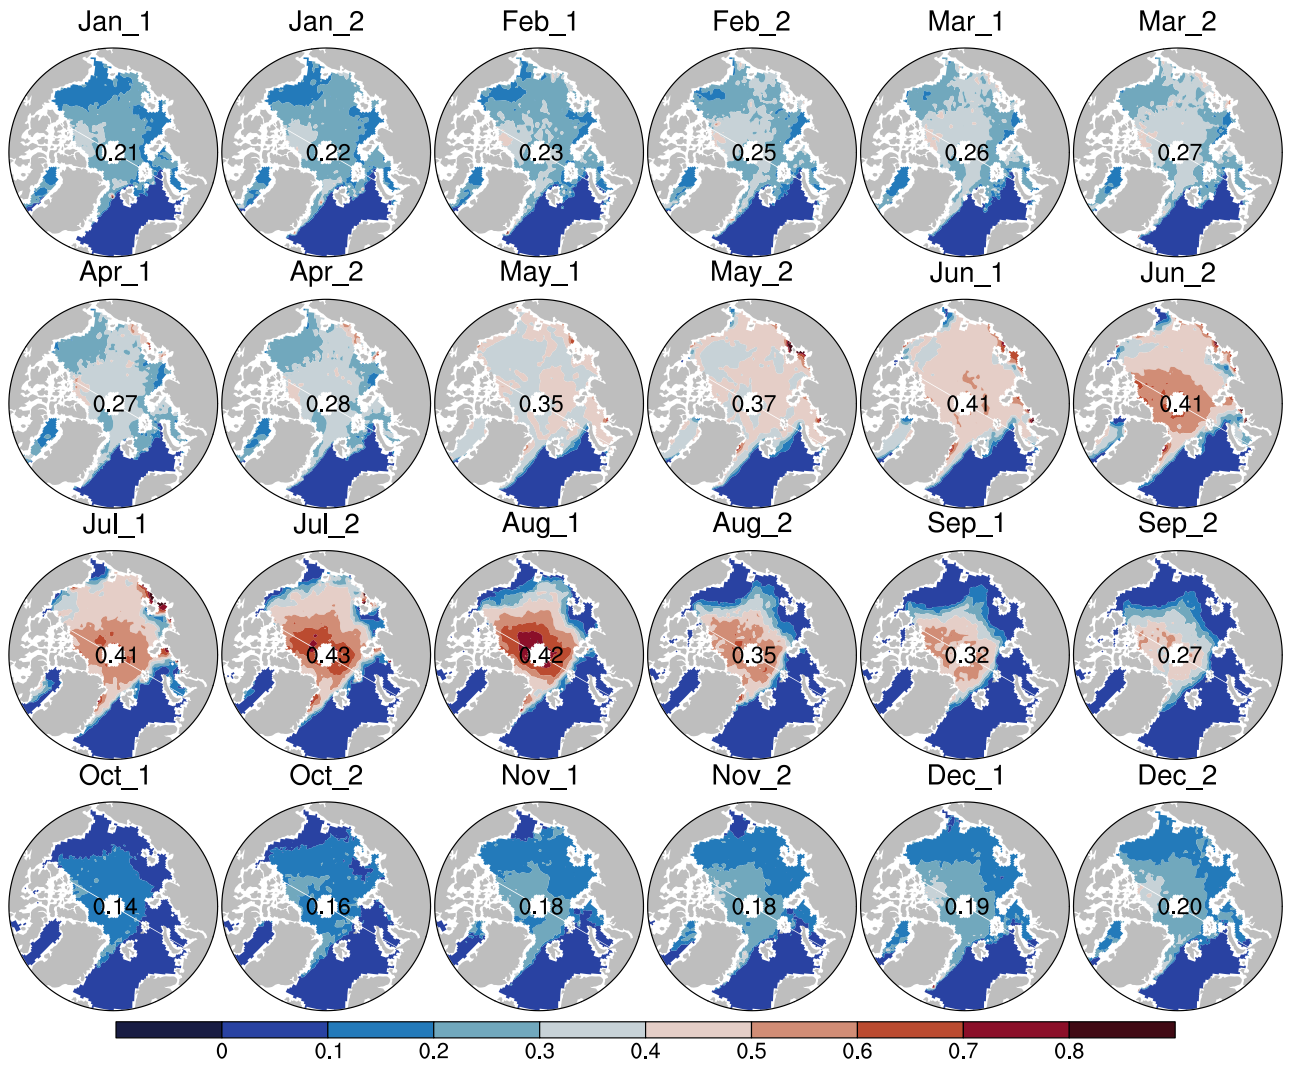 Jan_1 Jan_2 Feb_1 Feb_2 Mar_1 Mar_2
0.21 0.22 0.23 0.25 0.26 0.27
Apr_1 Apr_2 May_1 May_2 Jun_1 Jun_2
0.27 0.28 0.35 0.37 0.41 0.41
Jul_1 Jul_2 Aug_1 Aug_2 Sep_1 Sep_2
0.41 0.43 0.42 0.35 0.32 0.27
Oct_1 Oct_2 Nov_1 Nov_2 Dec_1 Dec_2
0.14 0.16 0.18 0.18 0.19 0.20
0 0.1 0.2 0.3 0.4 0.5 0.6 0.7 0.8